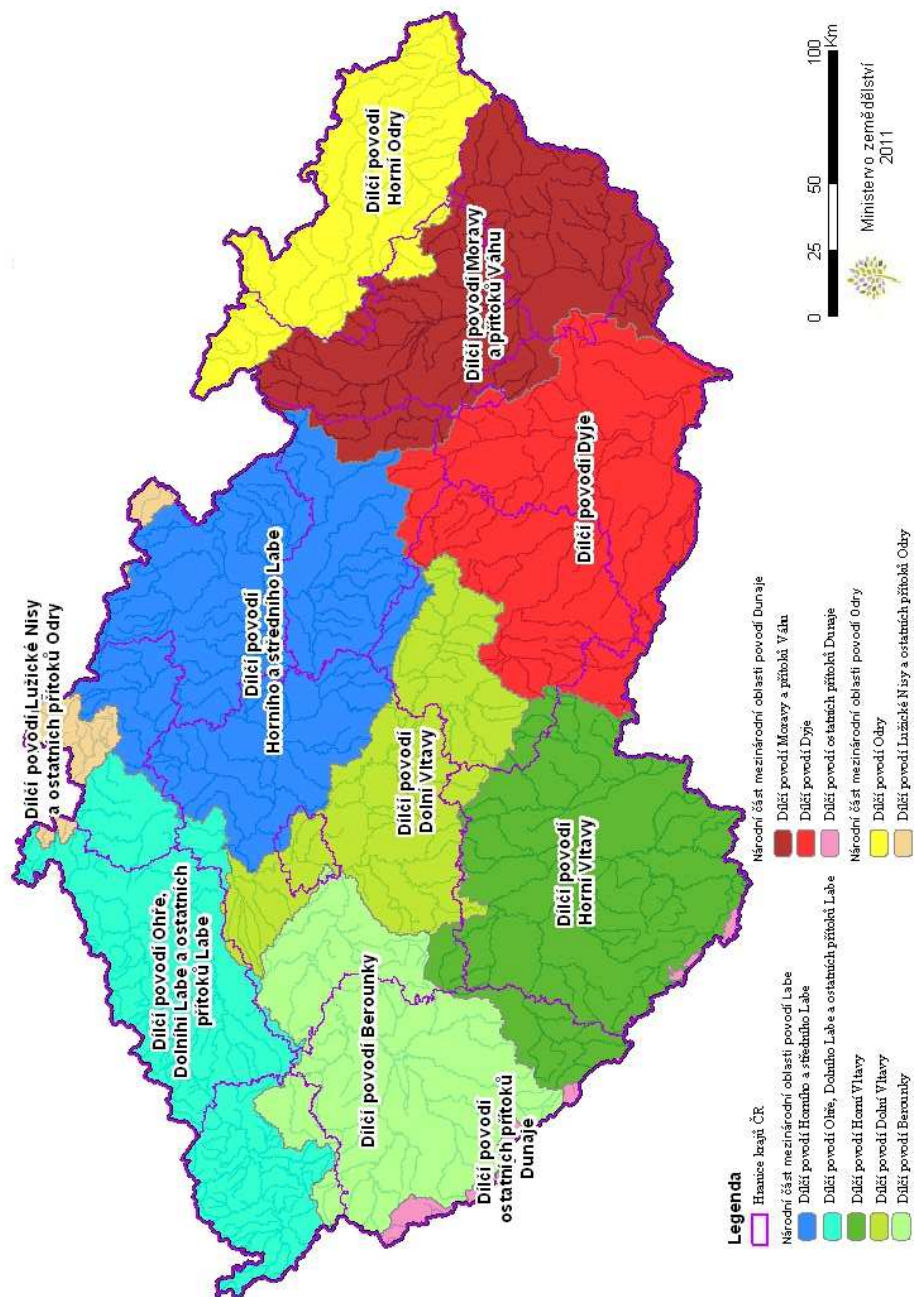 Dílčí povodí Lužické Nisy
a ostatních přítoků Odry
Dílčí povodí Ohře,
Dolního Labe a ostatních
přítoků Labe
Dílčí povodí
Horního a středního Labe
Dílčí povodí
Horní Odry
Dílčí povodí Berounky
Dílčí povodí
Dolní Vltavy
Dílčí povodí Moravy
a přítoků Váhu
Dílčí povodí
ostatních přítoků
Dunaje
Dílčí povodí
Horní Vltavy
Dílčí povodí Dyje
Legenda
Hranice krajů ČR
Národní část mezinárodní oblasti povodí Labe
Dílčí povodí Horního a středního Labe
Dílčí povodí Ohře, Dolního Labe a ostatních přítoků Labe
Dílčí povodí Horní Vltavy
Dílčí povodí Dolní Vltavy
Dílčí povodí Berounky
Národní část mezinárodní oblasti povodí Dunaje
Dílčí povodí Moravy a přítoků Váhu
Dílčí povodí Dyje
Dílčí povodí ostatních přítoků Dunaje
Národní část mezinárodní oblasti povodí Odry
Dílčí povodí Odry
Dílčí povodí Lužické Nisy a ostatních přítoků Odry
0 25 50 100
Km
Ministervo zemědělství
2011